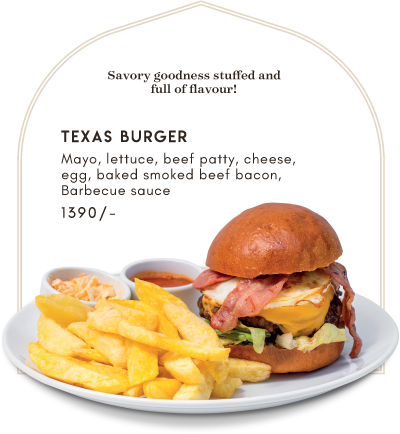 Savory goodness stuffed and
full of flavour!
TEXAS BURGER
Mayo, lettuce, beef patty, cheese,
egg, baked smoked beef bacon,
Barbecue sauce
1390/-